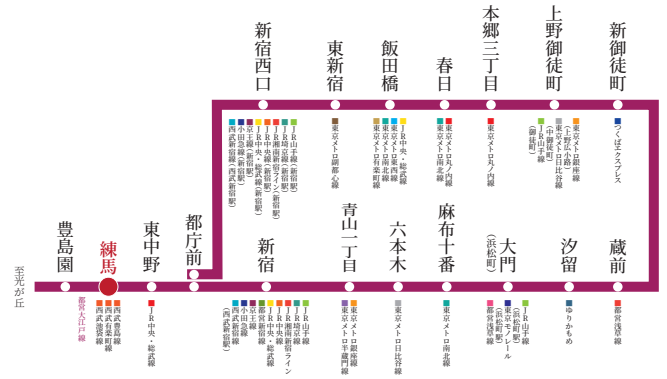 新宿西口
東新宿
飯田橋
春日
本郷三丁目
上野御徒町
新御徒町
西武新宿線(西武新宿駅)
小田急線(新宿駅)
京王線(新宿駅)
JR中央・総武線(新宿駅)
JR中央線(新宿駅)
JR湘南新宿ライン(新宿駅)
JR埼京線(新宿駅)
JR山手線(新宿駅)
東京メトロ副都心線
東京メトロ有楽町線
東京メトロ南北線
東京メトロ東西線
JR中央・総武線
東京メトロ南北線
東京メトロ丸ノ内線
東京メトロ丸ノ内線
JR山手線
(御徒町)
東京メトロ日比谷線
(仲御徒町)
東京メトロ銀座線
(上野広小路)
つくばエクスプレス
至光が丘
豊島園
練馬
東中野
都庁前
新宿
青山一丁目
六本木
麻布十番
大門
(浜松町)
汐留
蔵前
都営大江戸線
西武池袋線
西武有楽町線
西武豊島線
JR中央・総武線
西武新宿線
(西武新宿駅)
小田急線
京王線
都営新宿線
JR中央・総武線
JR中央線
JR湘南新宿ライン
JR埼京線
JR山手線
東京メトロ半蔵門線
東京メトロ銀座線
東京メトロ日比谷線
東京メトロ南北線
都営浅草線
東京モノレール
(浜松町駅)
JR山手線
(浜松町駅)
ゆりかもめ
都営浅草線